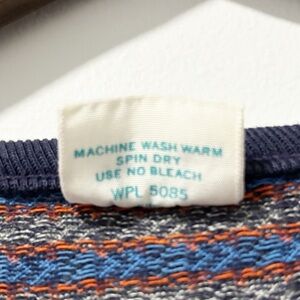 MACHINE WASH WARM
SPIN DRY
USE NO BLEACH
WPL 5085